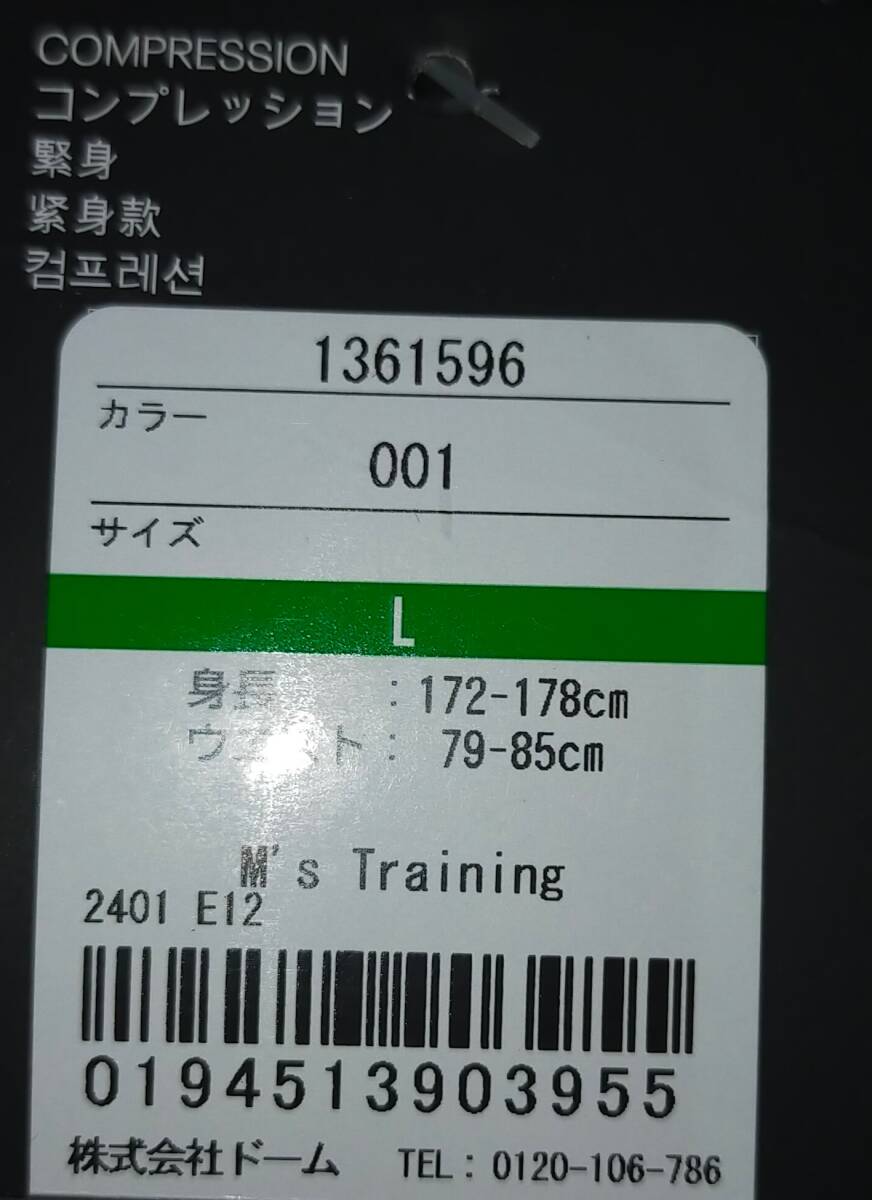 COMPRESSION
コンプレッション
緊身
紧身款
컴프레션
1361596
カラー
001
サイズ
L
身長 : 172-178cm
ウエスト : 79-85cm
M's Training
2401 E12
0194513903955
株式会社ドーム TEL : 0120-106-786